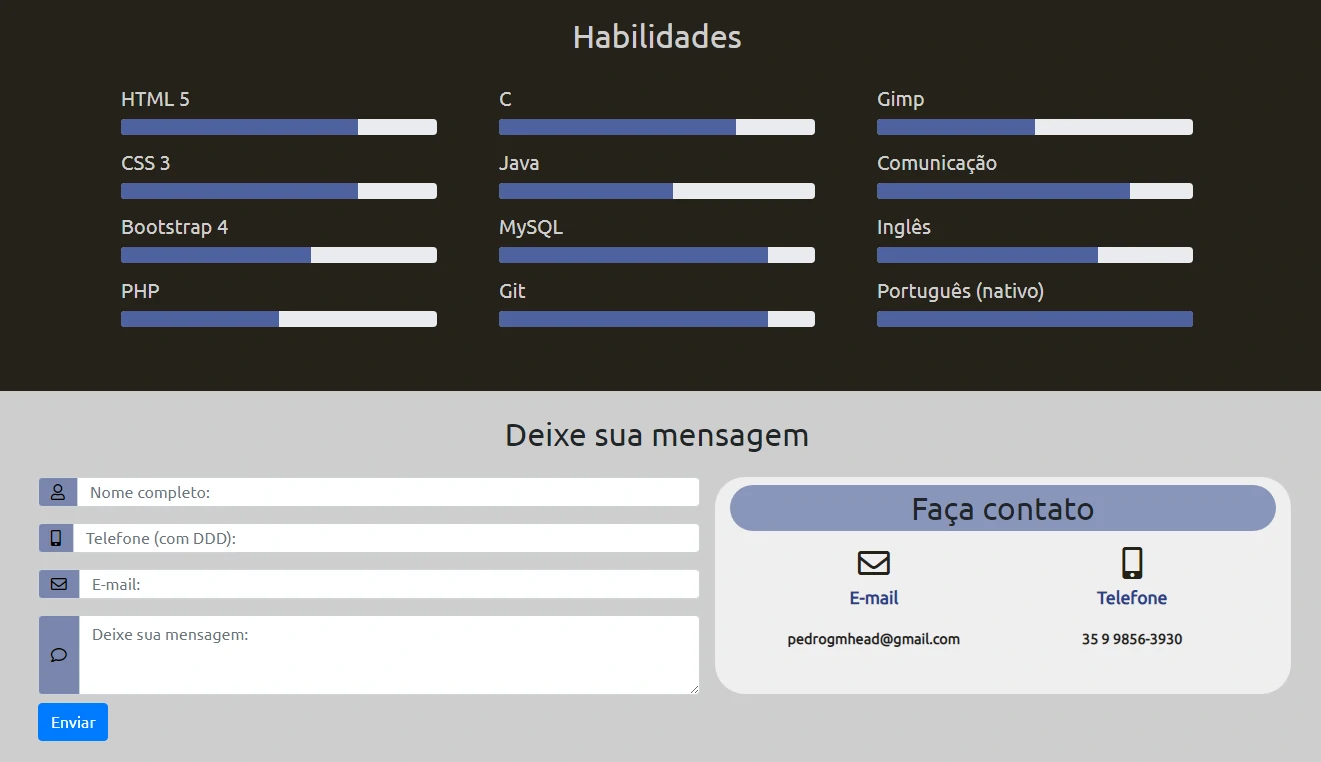 Habilidades
HTML 5
CSS 3
Bootstrap 4
PHP
C
Java
MySQL
Git
Gimp
Comunicação
Inglês
Português (nativo)
Deixe sua mensagem
Nome completo:
Telefone (com DDD):
E-mail:
Deixe sua mensagem:
Enviar
Faça contato
E-mail
pedrogmhead@gmail.com
Telefone
35 9 9856-3930